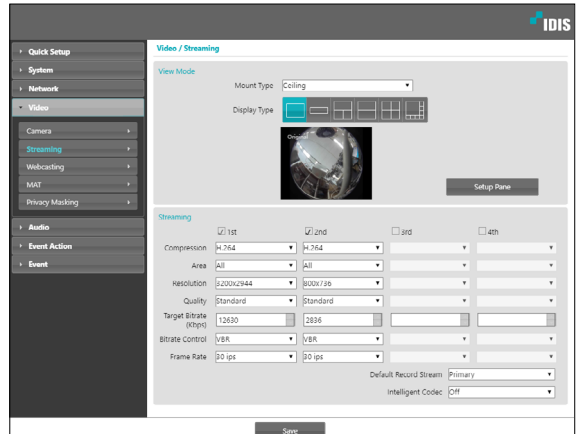 IDIS
Quick Setup
System
Network
Video
Camera
Streaming
Webcasting
MAT
Privacy Masking
Audio
Event Action
Event
Video / Streaming
View Mode
Mount Type Ceiling
Display Type
Original
Setup Pane
Streaming
1st 2nd 3rd 4th
Compression H.264 H.264
Area All All
Resolution 3200x2944 800x736
Quality Standard Standard
Target Bitrate
(Kbps) 12630 2836
Bitrate Control VBR VBR
Frame Rate 30 ips 30 ips
Default Record Stream Primary
Intelligent Codec Off
Save